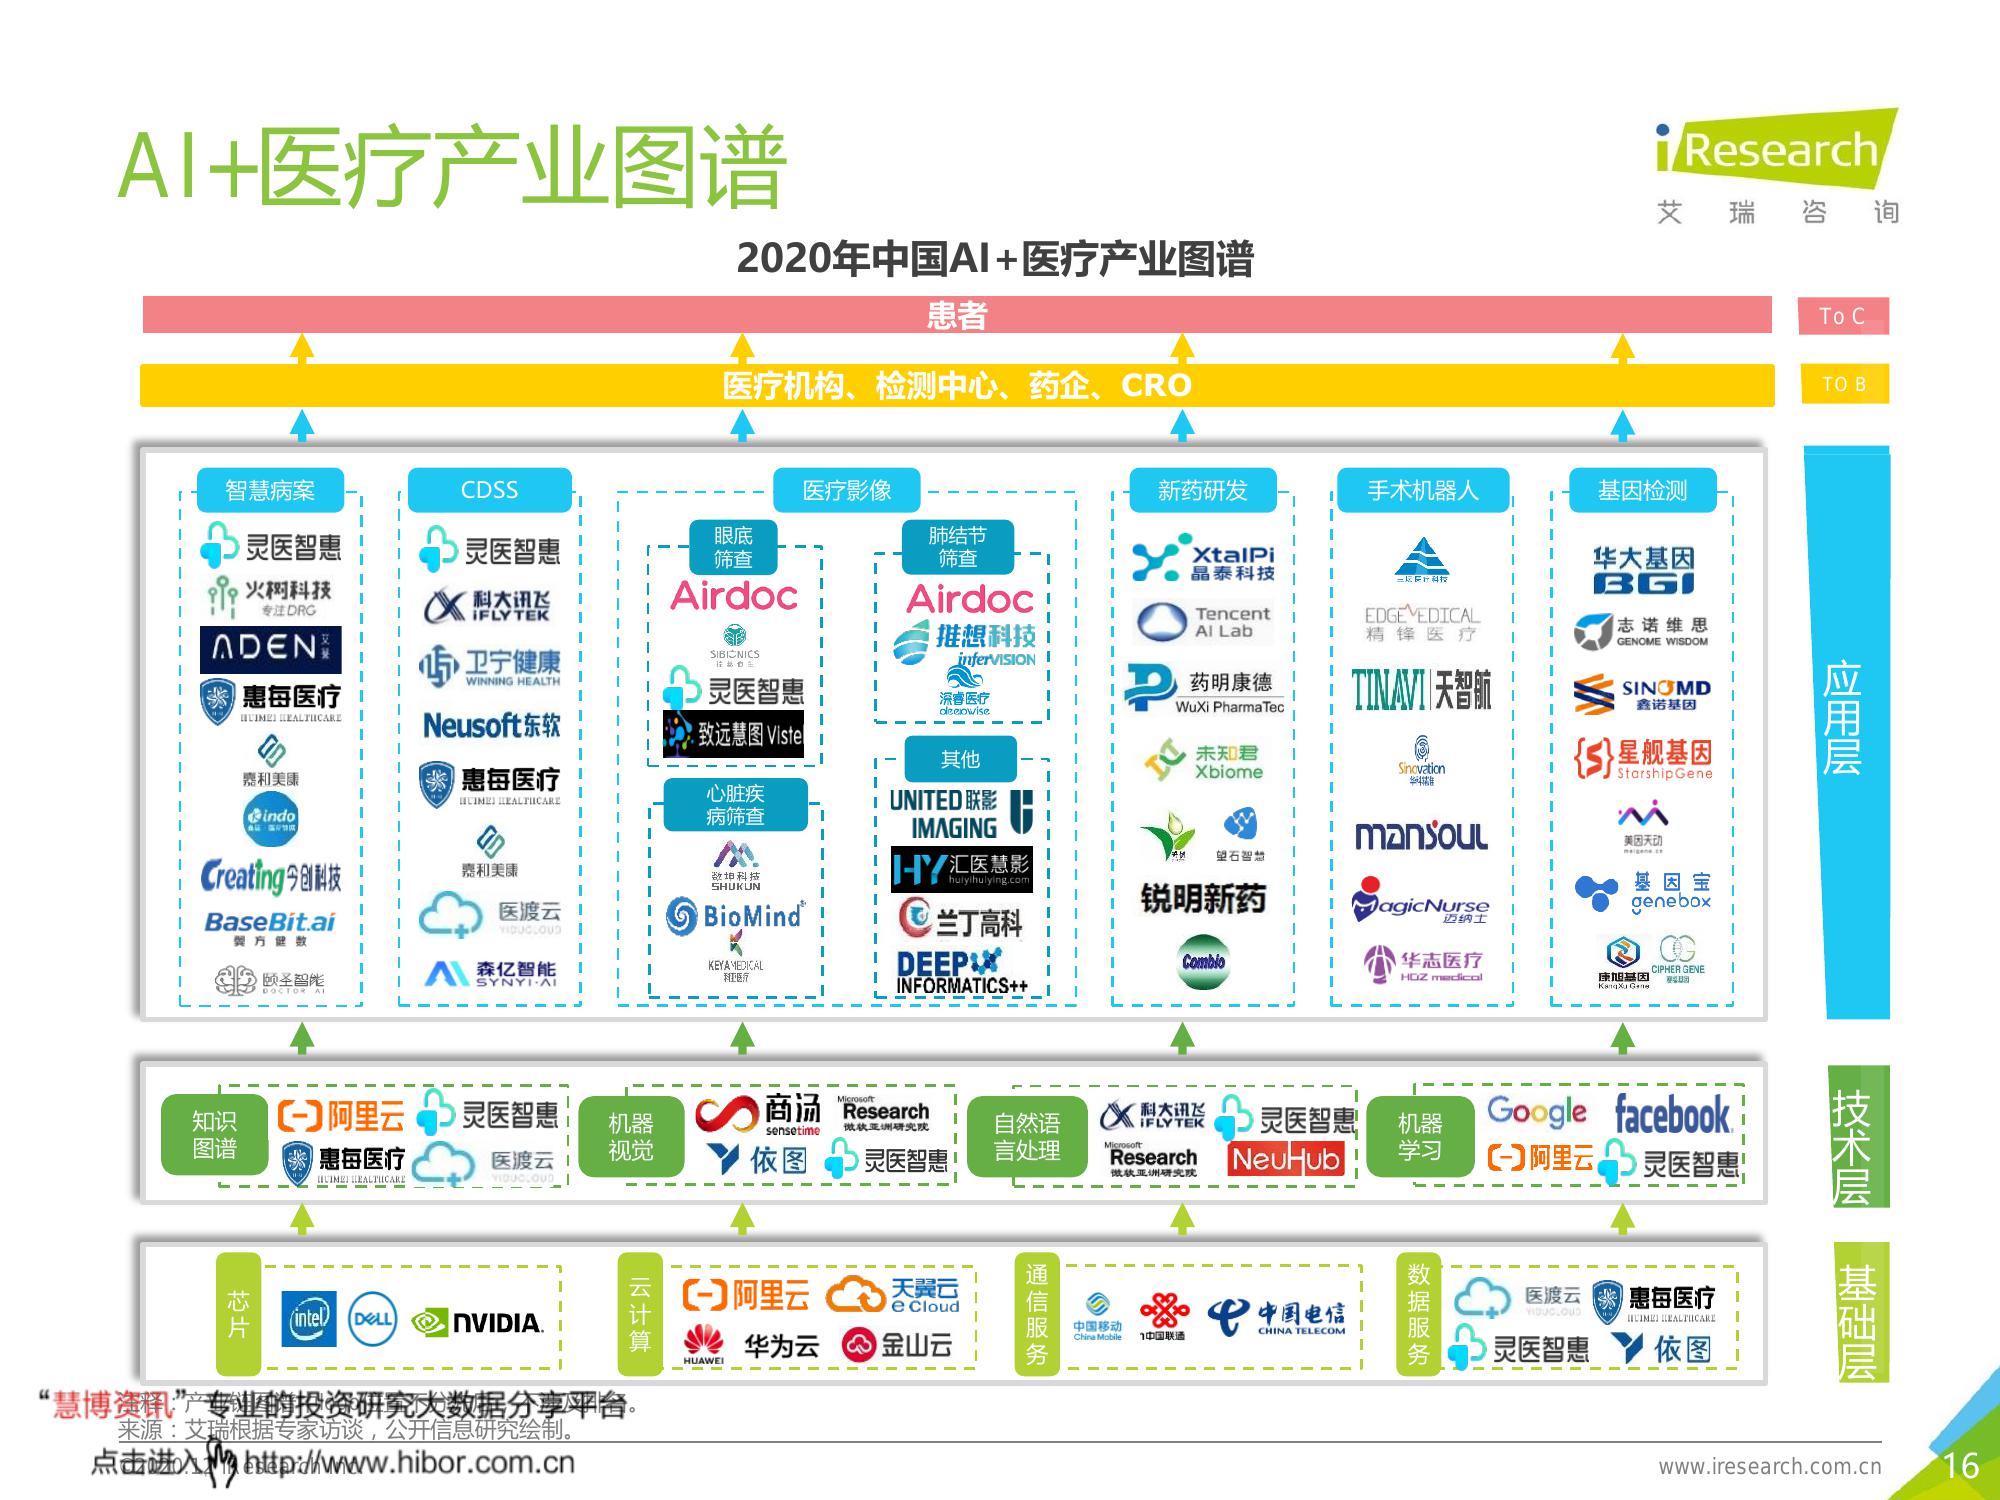 AI+医疗产业图谱
iResearch
艾瑞咨询
2020年中国AI+医疗产业图谱
患者
To C
医疗机构、检测中心、药企、CRO
TO B
应用层
智慧病案
灵医智惠
火树科技
专注DRG
ADEN
惠每医疗
HUIMEI HEALTHCARE
嘉和美康
Kindo
Creating今创科技
BaseBit.ai
翼方健数
颐圣智能
DOCTOR AI
CDSS
灵医智惠
科大讯飞
iFLYTEK
卫宁健康
WINNING HEALTH
Neusoft东软
惠每医疗
HUIMEI HEALTHCARE
嘉和美康
医渡云
YIDUCLOUD
森亿智能
SYNYI·AI
医疗影像
眼底
筛查
Airdoc
SIBIONICS
灵医智惠
致远慧图 Viste
心脏疾
病筛查
数坤科技
SHUKUN
BioMind
KEYAMEDICAL
科亚医疗
肺结节
筛查
Airdoc
推想科技
inferVISION
深睿医疗
deepwise
其他
UNITED 联影
IMAGING
HY 汇医慧影
huiyihuiying.com
兰丁高科
DEEP
INFORMATICS++
新药研发
XtalPi
晶泰科技
Tencent
AI Lab
药明康德
WuXi PharmaTec
未知君
Xbiome
望石智慧
锐明新药
Combio
手术机器人
EDGE MEDICAL
精锋医疗
TINAVI 天智航
Sinovation
华科精准
manSoul
MagicNurse
迈纳士
华志医疗
HOZ medical
基因检测
华大基因
BGI
志诺维思
GENOME WISDOM
SINOMD
鑫诺基因
星舰基因
StarshipGene
美因天动
基因宝
genebox
康旭基因
KangXu Gene
CIPHER GENE
赛福基因
技术层
知识
图谱
阿里云
灵医智惠
惠每医疗
HUIMEI HEALTHCARE
医渡云
YIDUCLOUD
机器
视觉
商汤
sensetime
Microsoft
Research
微软亚洲研究院
依图
灵医智惠
自然语
言处理
科大讯飞
iFLYTEK
灵医智惠
Microsoft
Research
微软亚洲研究院
NeuHub
机器
学习
Google
facebook
阿里云
灵医智惠
基础层
芯片
intel
DELL
NVIDIA.
云计算
阿里云
天翼云
e Cloud
HUAWEI
华为云
金山云
通信服务
中国移动
China Mobile
中国联通
中国电信
CHINA TELECOM
数据服务
医渡云
YIDUCLOUD
惠每医疗
HUIMEI HEALTHCARE
灵医智惠
依图
“慧博资讯”专业的投资研究大数据分享平台
来源：艾瑞根据专家访谈，公开信息研究绘制。
点击进入 http://www.hibor.com.cn
©2020.12 iResearch Inc.
www.iresearch.com.cn
16